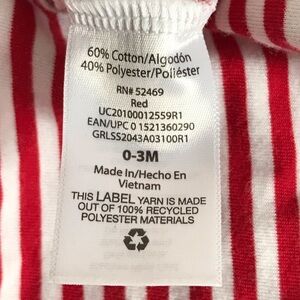 60% Cotton/Algodón
40% Polyester/Poliéster
RN# 52469
Red
UC20100012559R1
EAN/UPC 0 1521360290
GRLSS2043A03100R1
0-3M
Made In/Hecho En
Vietnam
THIS LABEL YARN IS MADE
OUT OF 100% RECYCLED
POLYESTER MATERIALS